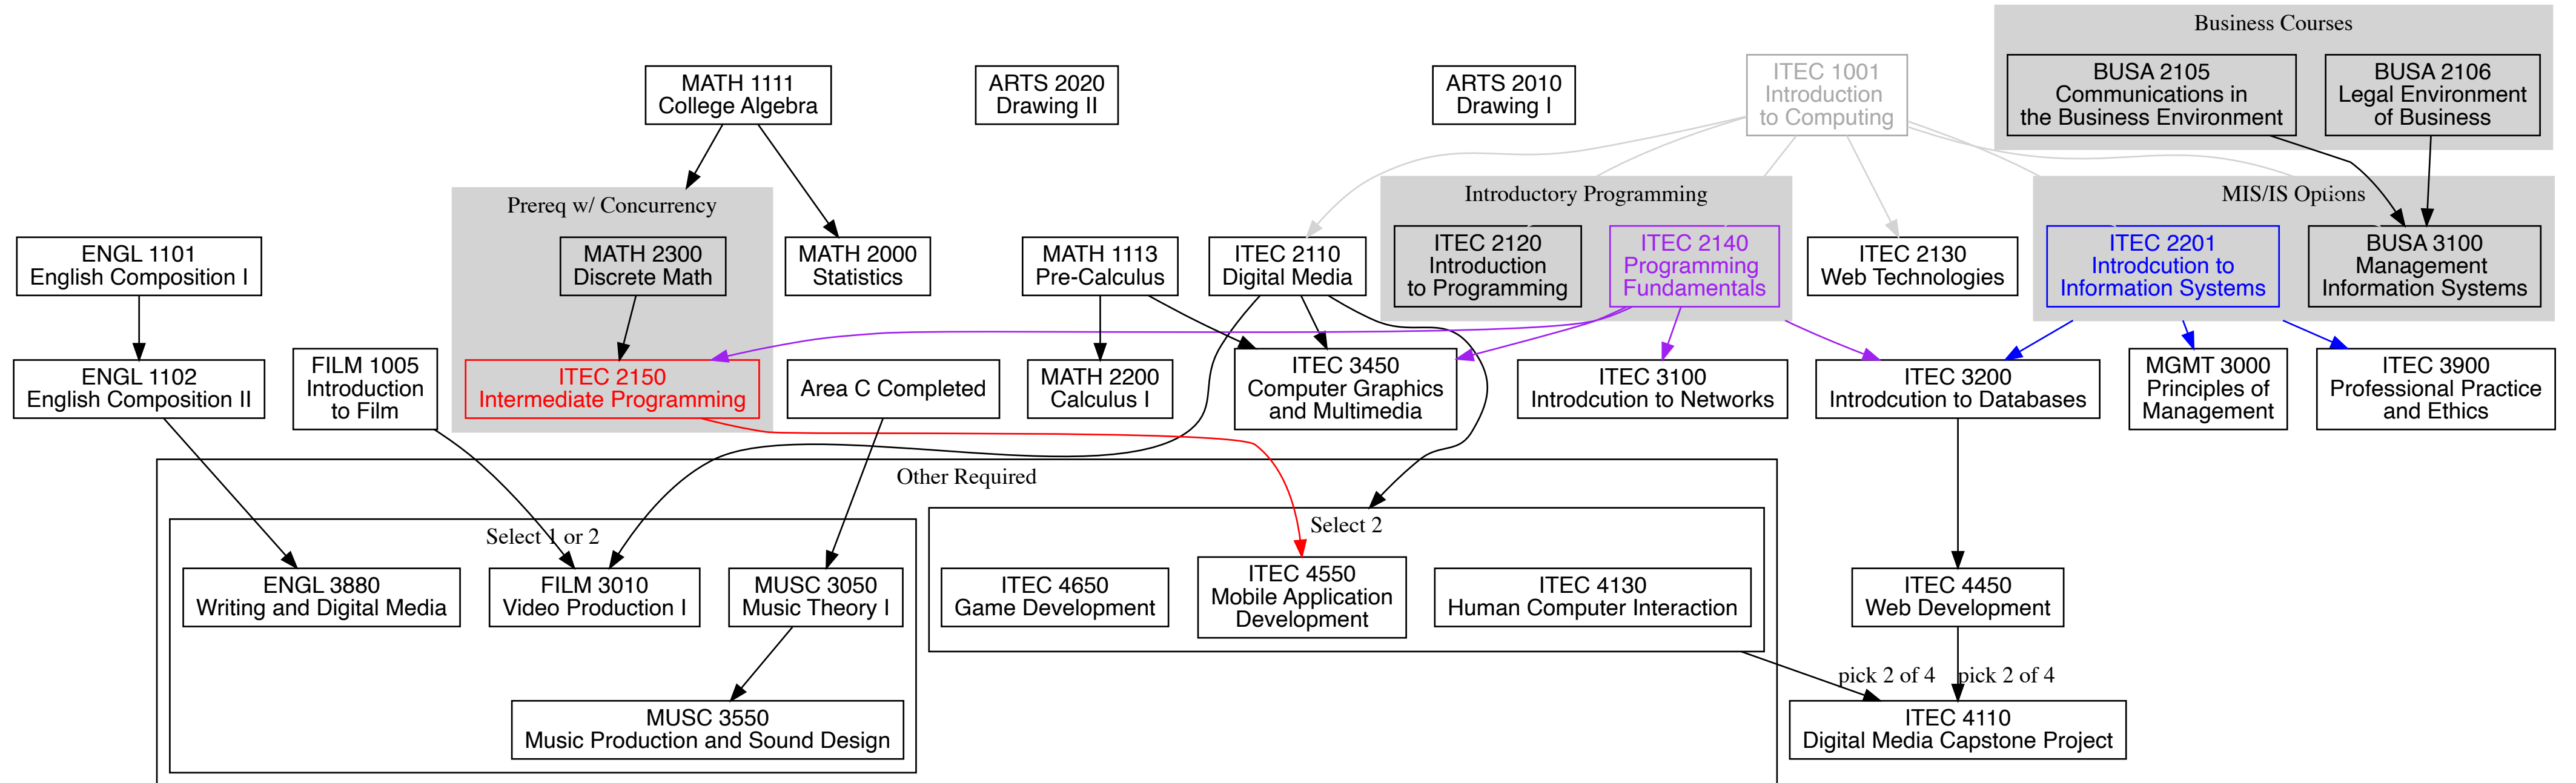 Business Courses
MATH 1111
College Algebra
ARTS 2020
Drawing II
ARTS 2010
Drawing I
ITEC 1001
Introduction
to Computing
BUSA 2105
Communications in
the Business Environment
BUSA 2106
Legal Environment
of Business
Prereq w/ Concurrency
Introductory Programming
MIS/IS Options
ENGL 1101
English Composition I
MATH 2300
Discrete Math
MATH 2000
Statistics
MATH 1113
Pre-Calculus
ITEC 2110
Digital Media
ITEC 2120
Introduction
to Programming
ITEC 2140
Programming
Fundamentals
ITEC 2130
Web Technologies
ITEC 2201
Introdcution to
Information Systems
BUSA 3100
Management
Information Systems
ENGL 1102
English Composition II
FILM 1005
Introduction
to Film
ITEC 2150
Intermediate Programming
Area C Completed
MATH 2200
Calculus I
ITEC 3450
Computer Graphics
and Multimedia
ITEC 3100
Introdcution to Networks
ITEC 3200
Introdcution to Databases
MGMT 3000
Principles of
Management
ITEC 3900
Professional Practice
and Ethics
Other Required
Select 1 or 2
Select 2
ENGL 3880
Writing and Digital Media
FILM 3010
Video Production I
MUSC 3050
Music Theory I
ITEC 4650
Game Development
ITEC 4550
Mobile Application
Development
ITEC 4130
Human Computer Interaction
ITEC 4450
Web Development
pick 2 of 4
pick 2 of 4
MUSC 3550
Music Production and Sound Design
ITEC 4110
Digital Media Capstone Project